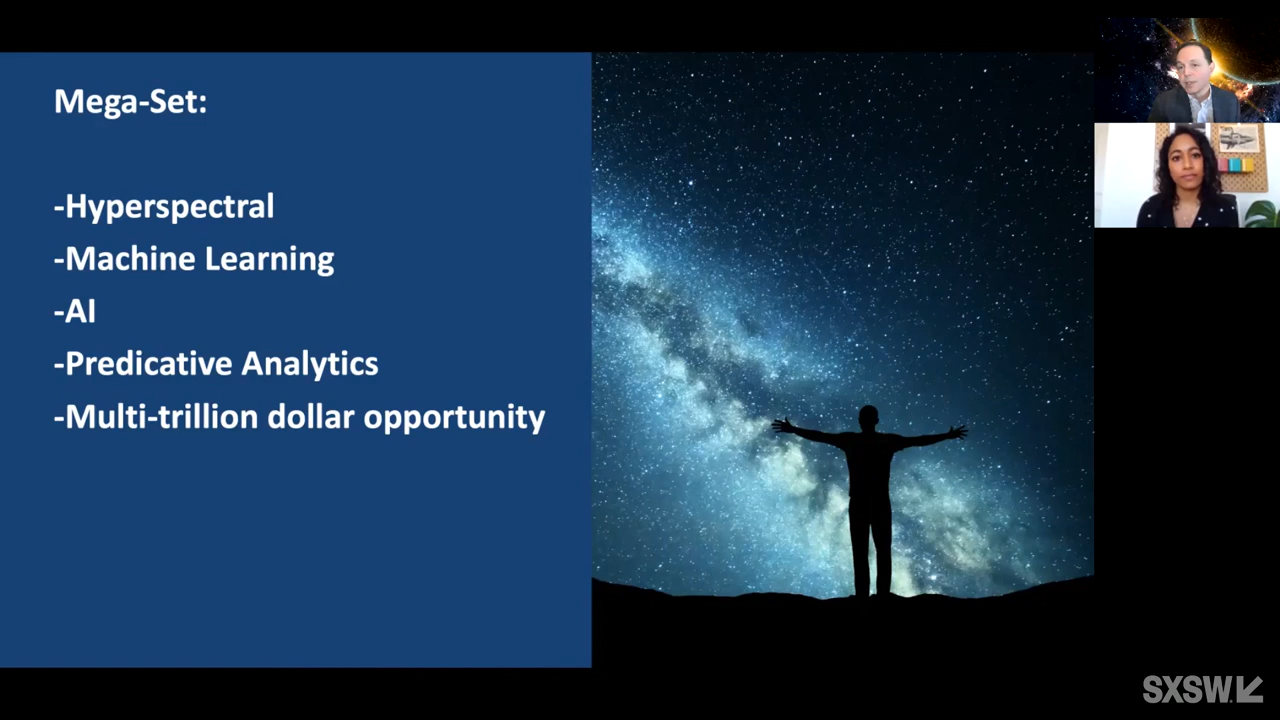 Mega-Set:
-Hyperspectral
-Machine Learning
-AI
-Predicative Analytics
-Multi-trillion dollar opportunity
SXSW.